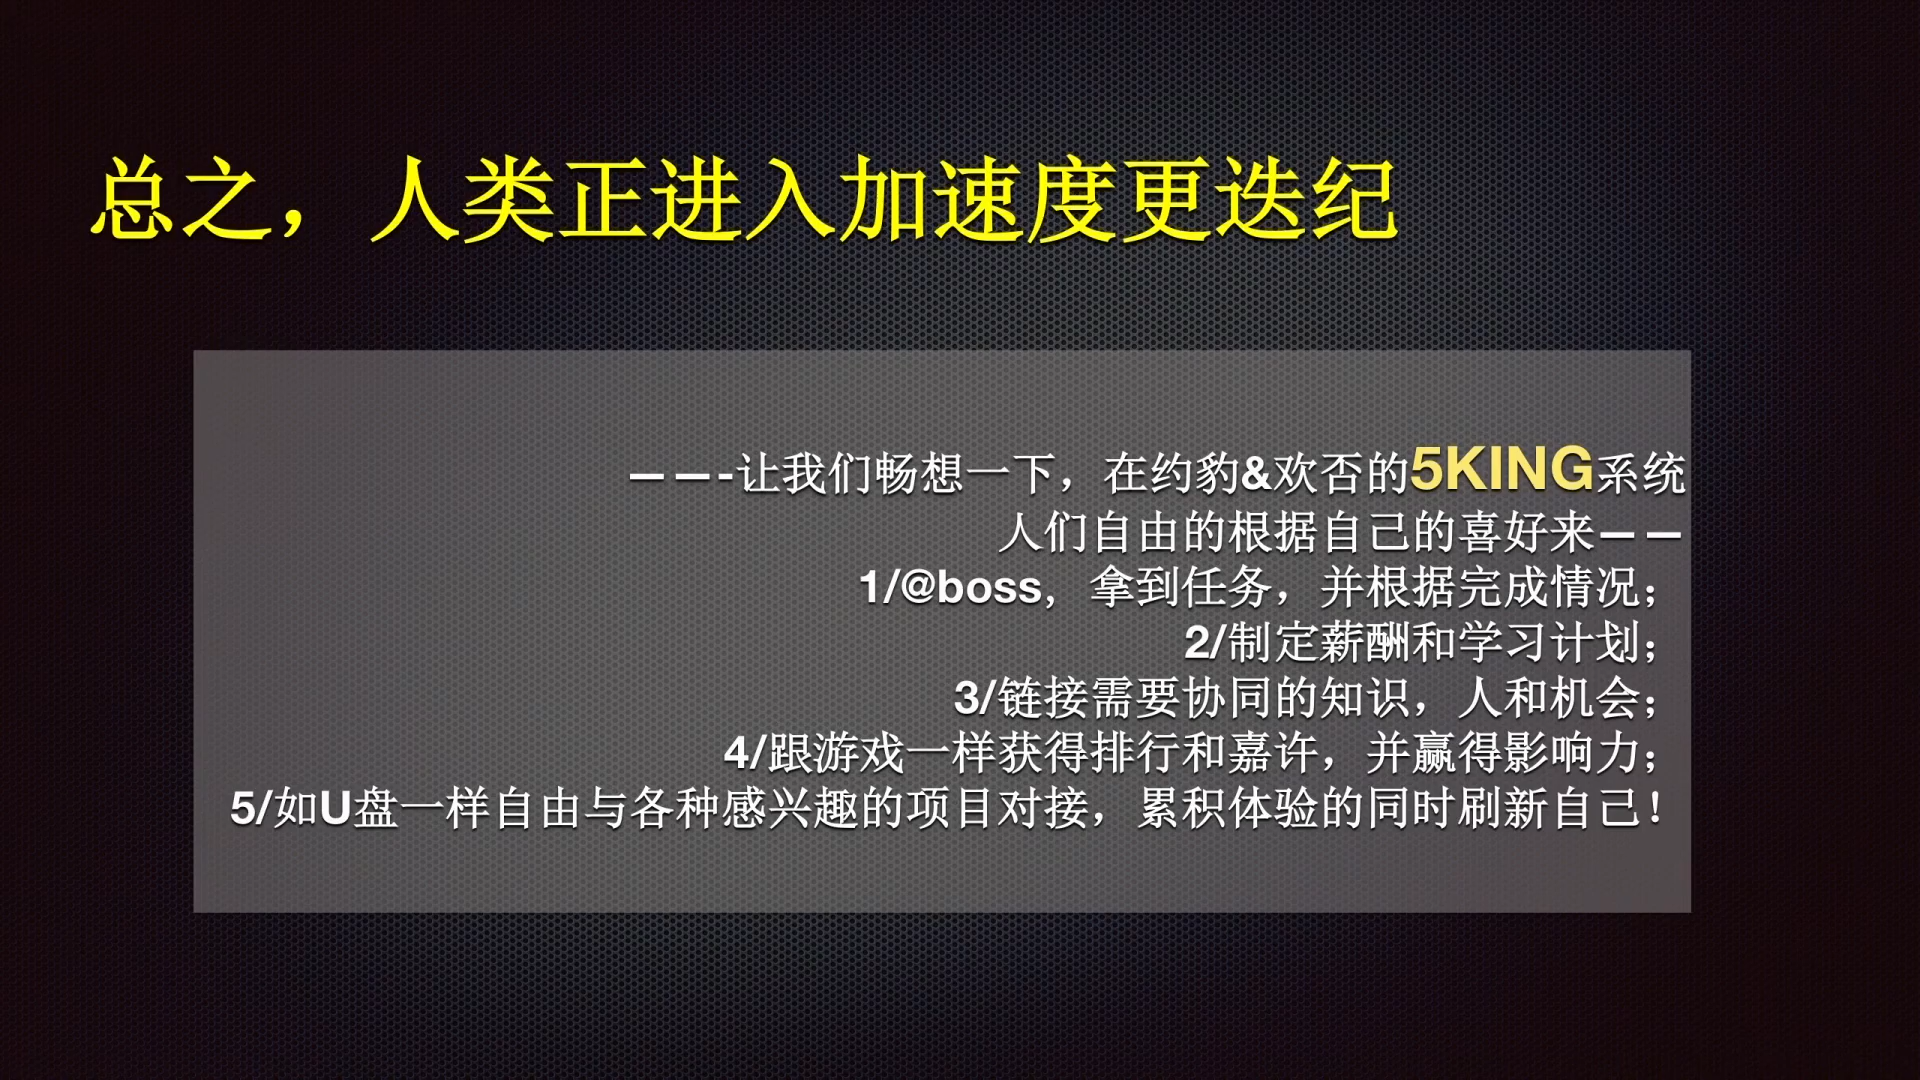 总之，人类正进入加速度更迭纪
———-让我们畅想一下，在约豹&欢否的5KING系统
人们自由的根据自己的喜好来——
1/@boss，拿到任务，并根据完成情况；
2/制定薪酬和学习计划；
3/链接需要协同的知识，人和机会；
4/跟游戏一样获得排行和嘉许，并赢得影响力；
5/如U盘一样自由与各种感兴趣的项目对接，累积体验的同时刷新自己！